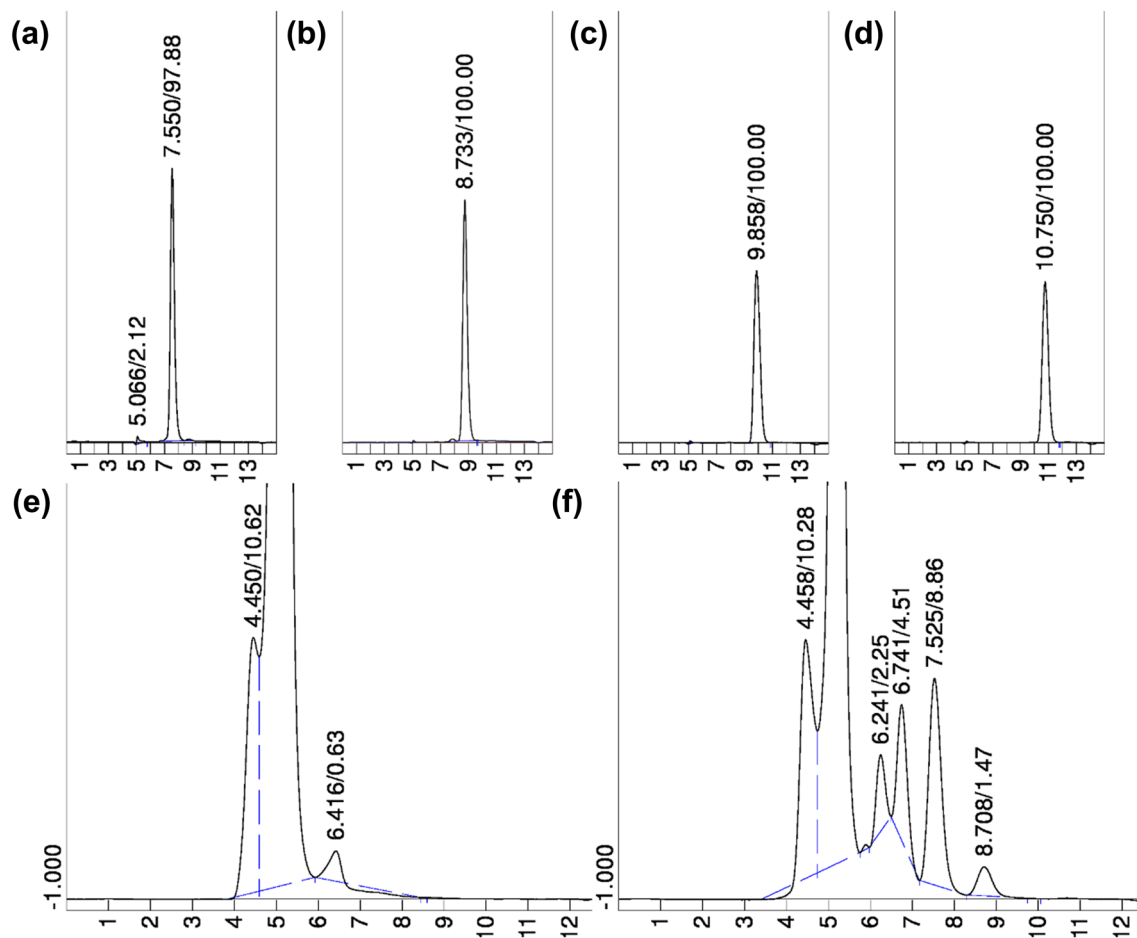 (a)
5.066/2.12
7.550/97.88
1 3 5 7 9 11 13
(b)
8.733/100.00
1 3 5 7 9 11 13
(c)
9.858/100.00
1 3 5 7 9 11 13
(d)
10.750/100.00
1 3 5 7 9 11 13
(e)
-1.000
4.450/10.62
6.416/0.63
1 2 3 4 5 6 7 8 9 10 11 12
(f)
-1.000
4.458/10.28
6.241/2.25
6.741/4.51
7.525/8.86
8.708/1.47
1 2 3 4 5 6 7 8 9 10 11 12